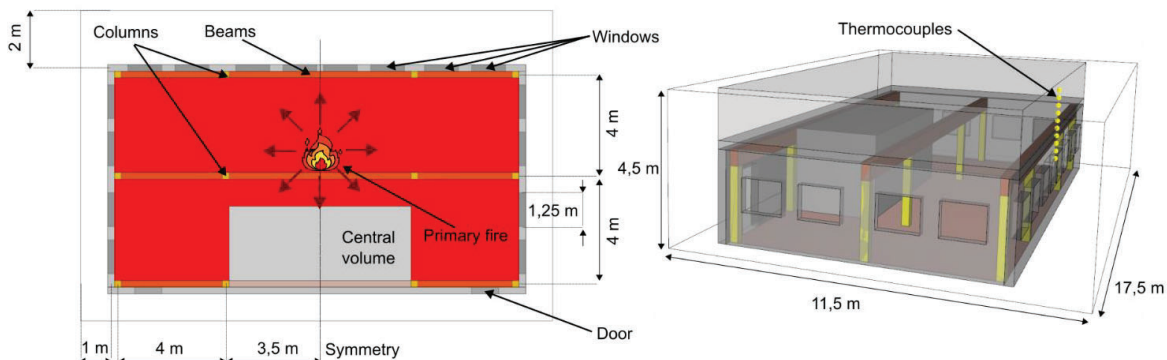 2 m
Columns
Beams
Windows
4 m
1,25 m
Primary fire
Central
volume
4 m
Door
1 m
4 m
3,5 m
Symmetry
Thermocouples
4,5 m
11,5 m
17,5 m